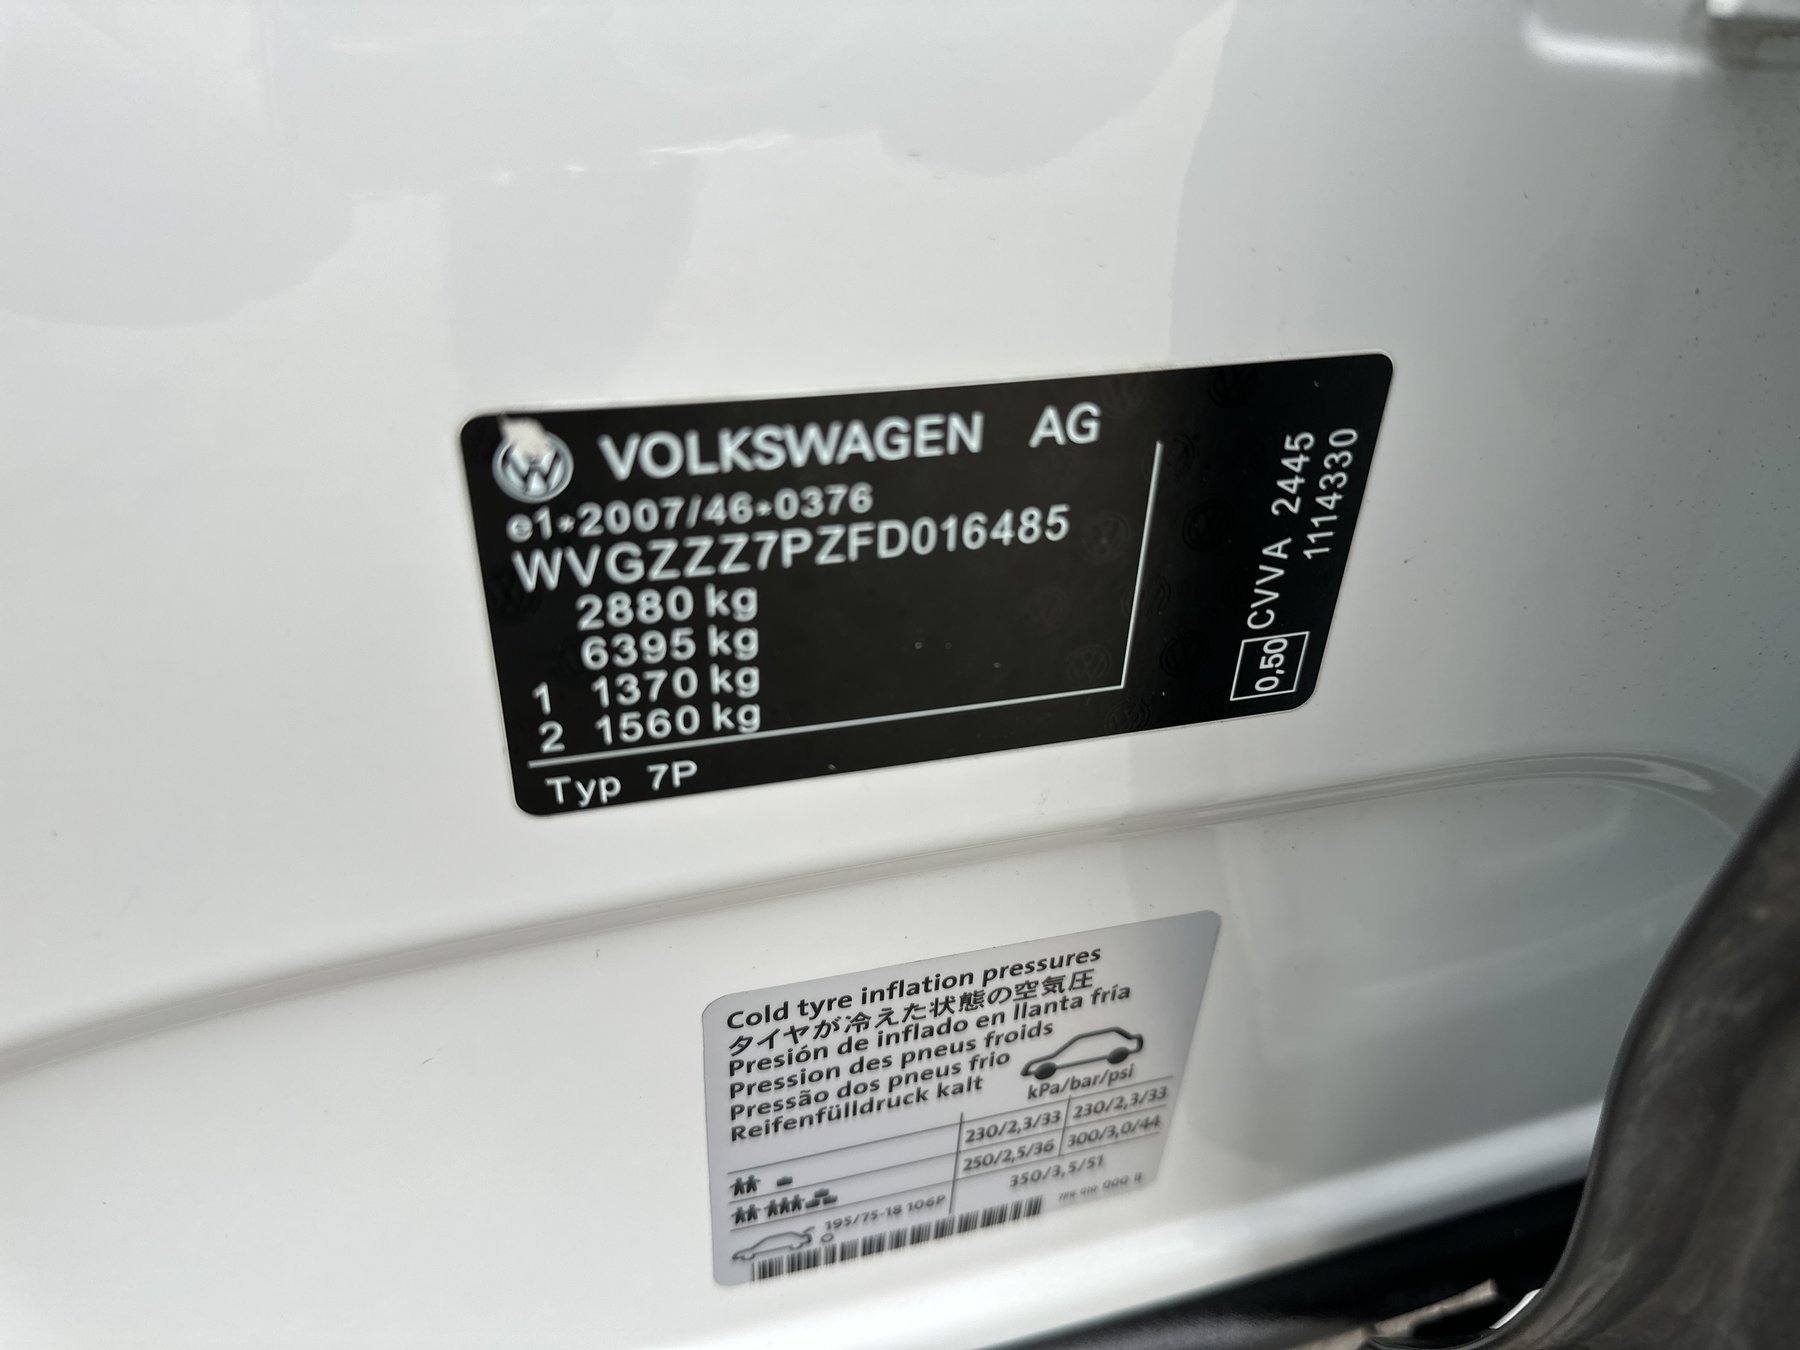 VOLKSWAGEN AG
e1*2007/46*0376
WVGZZZ7PZFD016485
2880 kg
6395 kg
1 1370 kg
2 1560 kg
Typ 7P
0,50 CVVA 2445
1114330
Cold tyre inflation pressures
タイヤが冷えた状態の空気圧
Presión de inflado en llanta fría
Pression des pneus froids
Pressão dos pneus frio
Reifenfülldruck kalt
kPa/bar/psi
230/2,3/33 230/2,3/33
250/2,5/36 300/3,0/44
195/75-18 106P 350/3,5/51